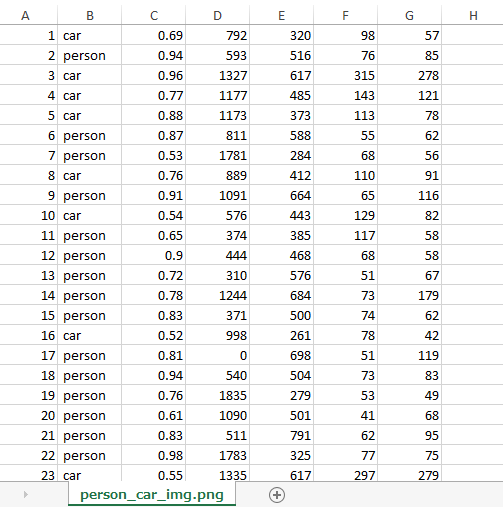 A B C D E F G H
1 car 0.69 792 320 98 57
2 person 0.94 593 516 76 85
3 car 0.96 1327 617 315 278
4 car 0.77 1177 485 143 121
5 car 0.88 1173 373 113 78
6 person 0.87 811 588 55 62
7 person 0.53 1781 284 68 56
8 car 0.76 889 412 110 91
9 person 0.91 1091 664 65 116
10 car 0.54 576 443 129 82
11 person 0.65 374 385 117 58
12 person 0.9 444 468 68 58
13 person 0.72 310 576 51 67
14 person 0.78 1244 684 73 179
15 person 0.83 371 500 74 62
16 car 0.52 998 261 78 42
17 person 0.81 0 698 51 119
18 person 0.94 540 504 73 83
19 person 0.76 1835 279 53 49
20 person 0.61 1090 501 41 68
21 person 0.83 511 791 62 95
22 person 0.98 1783 325 77 75
23 car 0.55 1335 617 297 279
person_car_img.png